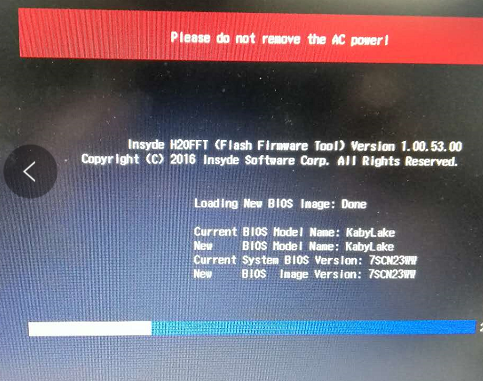 Please do not remove the AC power!
Insyde H2OFFT (Flash Firmware Tool) Version 1.00.53.00
Copyright (C) 2016 Insyde Software Corp. All Rights Reserved.
Loading New BIOS Image: Done
Current BIOS Model Name: KabyLake
New BIOS Model Name: KabyLake
Current System BIOS Version: 7SCN23WW
New BIOS Image Version: 7SCN23WW